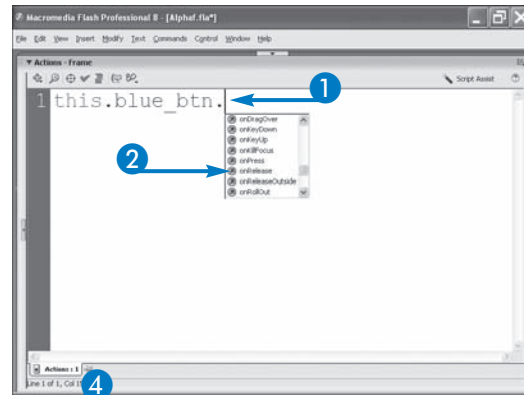 Macromedia Flash Professional 8 - [Alphaf.fla*]
File Edit View Insert Modify Text Commands Control Window Help
Actions - Frame
Script Assist
1 this.blue_btn.
1
onDragOver
onKeyDown
onKeyUp
onKillFocus
onPress
2
onRelease
onReleaseOutside
onRollOut
Actions : 1
Line 1 of 1, Col 15
4